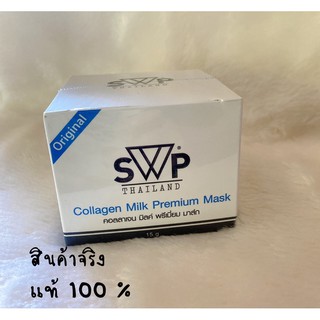 Original
SWP®
THAILAND
Collagen Milk Premium Mask
คอลลาเจน มิลค์ พรีเมี่ยม มาส์ก
15 g
สินค้าจริง
แท้ 100 %